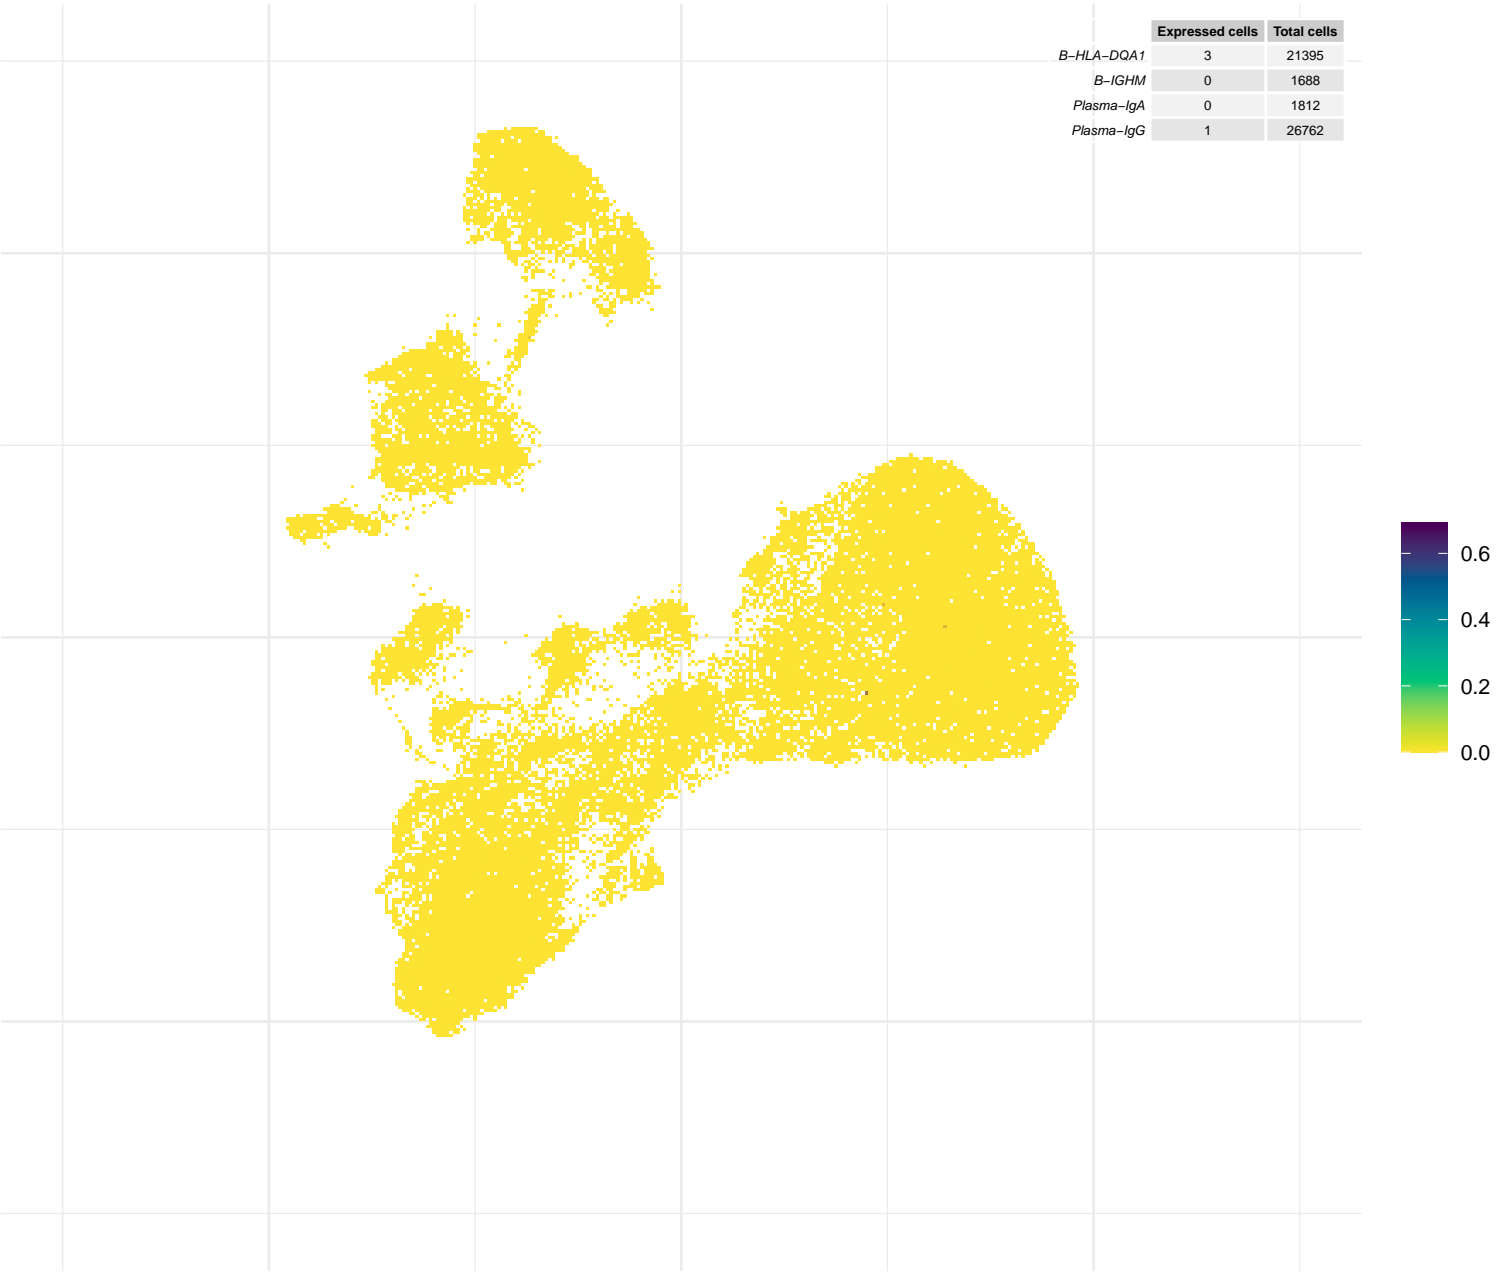 Expressed cells Total cells
B–HLA–DQA1 3 21395
B–IGHM 0 1688
Plasma–IgA 0 1812
Plasma–IgG 1 26762
0.6
0.4
0.2
0.0